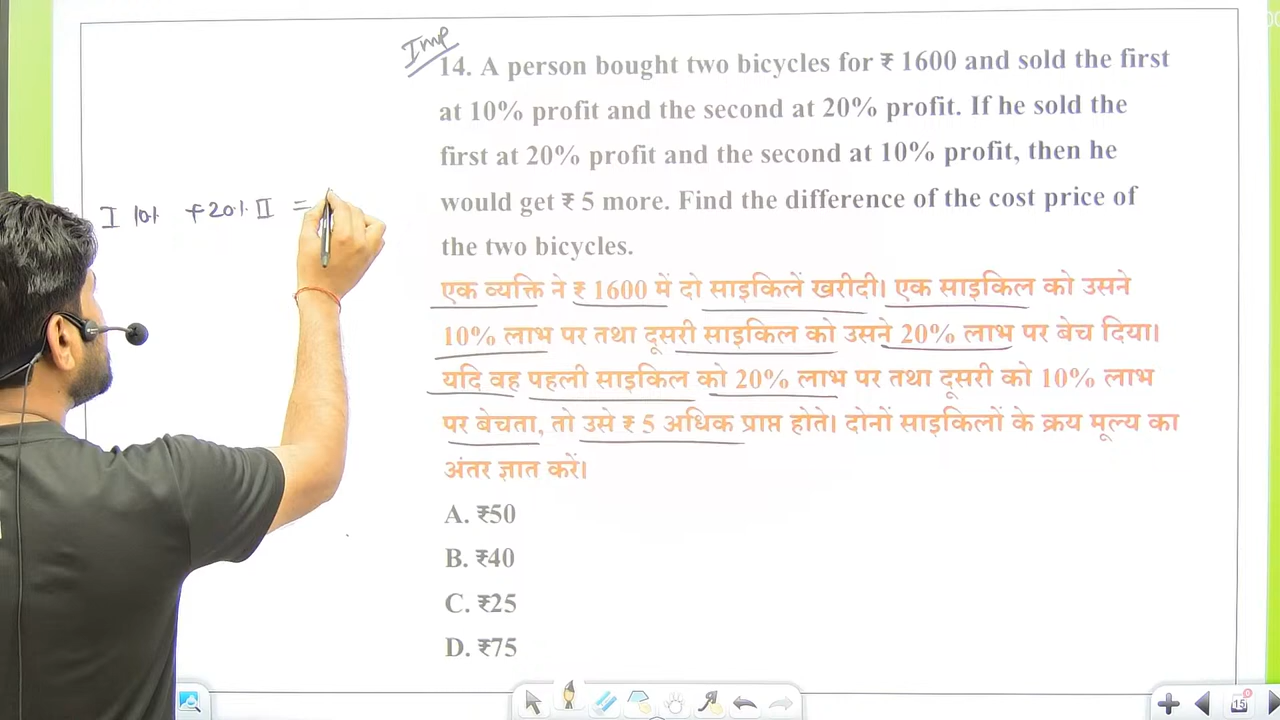 Imp
14. A person bought two bicycles for ₹ 1600 and sold the first
at 10% profit and the second at 20% profit. If he sold the
first at 20% profit and the second at 10% profit, then he
would get ₹ 5 more. Find the difference of the cost price of
the two bicycles.
I 10% +20% II =
एक व्यक्ति ने ₹ 1600 में दो साइकिलें खरीदी। एक साइकिल को उसने
10% लाभ पर तथा दूसरी साइकिल को उसने 20% लाभ पर बेच दिया।
यदि वह पहली साइकिल को 20% लाभ पर तथा दूसरी को 10% लाभ
पर बेचता, तो उसे ₹ 5 अधिक प्राप्त होते। दोनों साइकिलों के क्रय मूल्य का
अंतर ज्ञात करें।
A. ₹50
B. ₹40
C. ₹25
D. ₹75
15